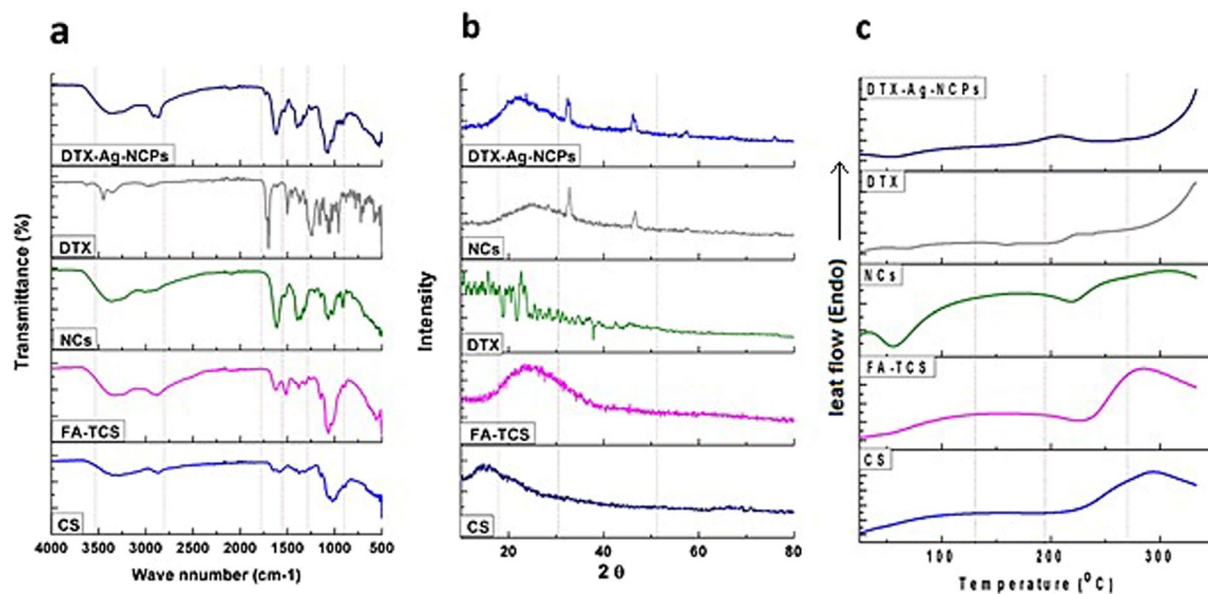 a
b
c
Transmittance (%)
DTX-Ag-NCPs
DTX
NCs
FA-TCS
CS
4000 3500 3000 2500 2000 1500 1000 500
Wave nnumber (cm-1)
Intensity
DTX-Ag-NCPs
NCs
DTX
FA-TCS
CS
20 40 60 80
2 θ
leat flow (Endo)
DTX-Ag-NCPs
DTX
NCs
FA-TCS
CS
100 200 300
Temperature (°C)